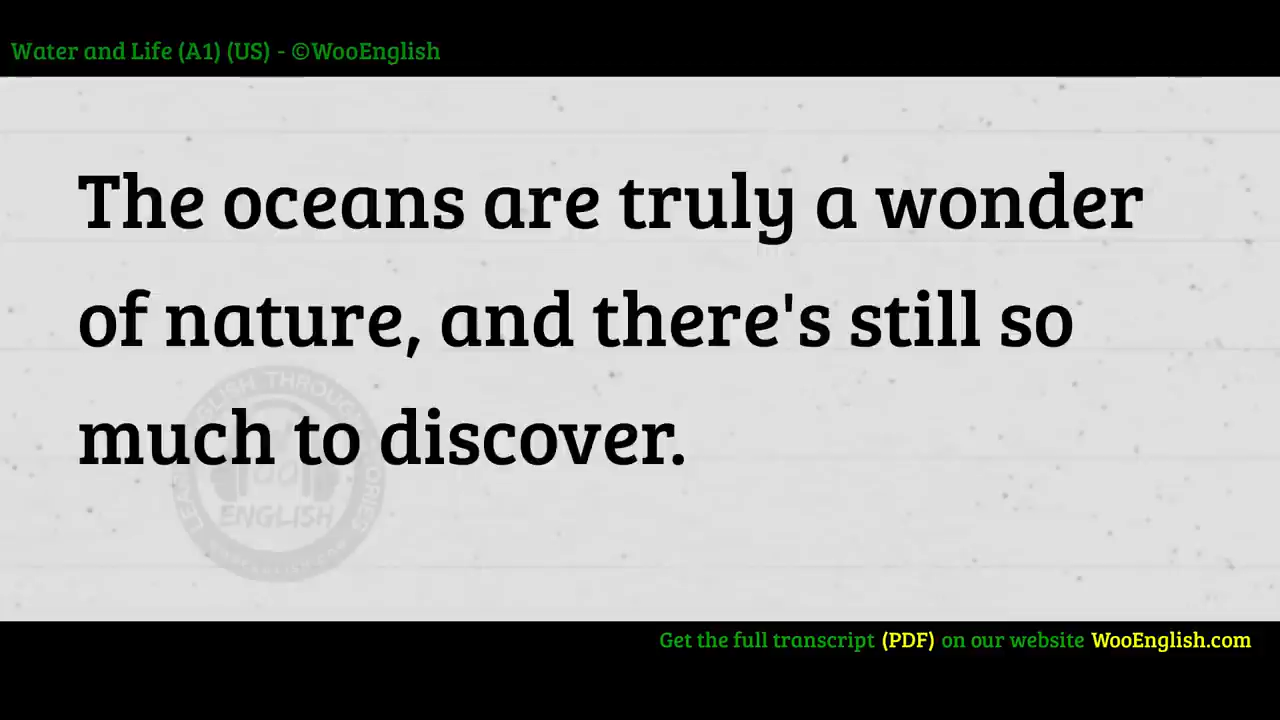 Water and Life (A1) (US) - ©WooEnglish
The oceans are truly a wonder
of nature, and there's still so
much to discover.
ENGLISH
Get the full transcript (PDF) on our website WooEnglish.com